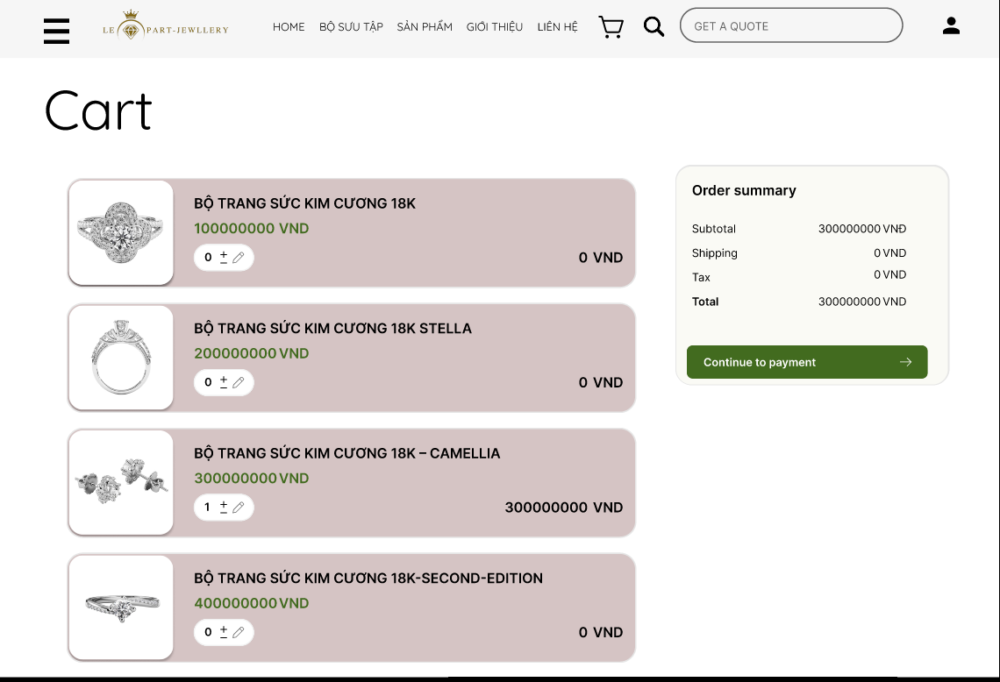 LE PART-JEWLLERY
HOME BỘ SƯU TẬP SẢN PHẨM GIỚI THIỆU LIÊN HỆ GET A QUOTE
Cart
BỘ TRANG SỨC KIM CƯƠNG 18K
100000000 VND
0 +
0 VND
BỘ TRANG SỨC KIM CƯƠNG 18K STELLA
200000000 VND
0 +
0 VND
BỘ TRANG SỨC KIM CƯƠNG 18K – CAMELLIA
300000000 VND
1 +
300000000 VND
BỘ TRANG SỨC KIM CƯƠNG 18K-SECOND-EDITION
400000000 VND
0 +
0 VND
Order summary
Subtotal 300000000 VNĐ
Shipping 0 VND
Tax 0 VND
Total 300000000 VND
Continue to payment →